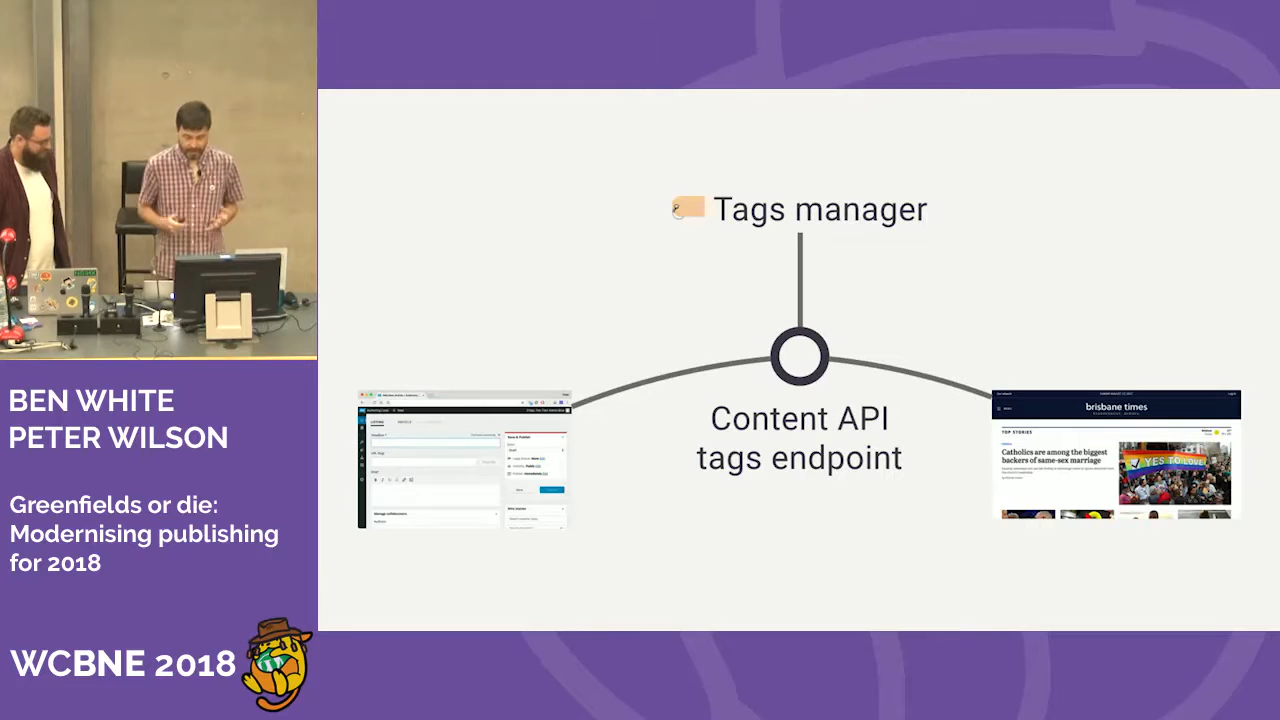 BEN WHITE
PETER WILSON
Greenfields or die:
Modernising publishing
for 2018
WCBNE 2018
Tags manager
Content API
tags endpoint
brisbane times
TOP STORIES
Catholics are among the biggest
backers of same-sex marriage
YES TO LOVE